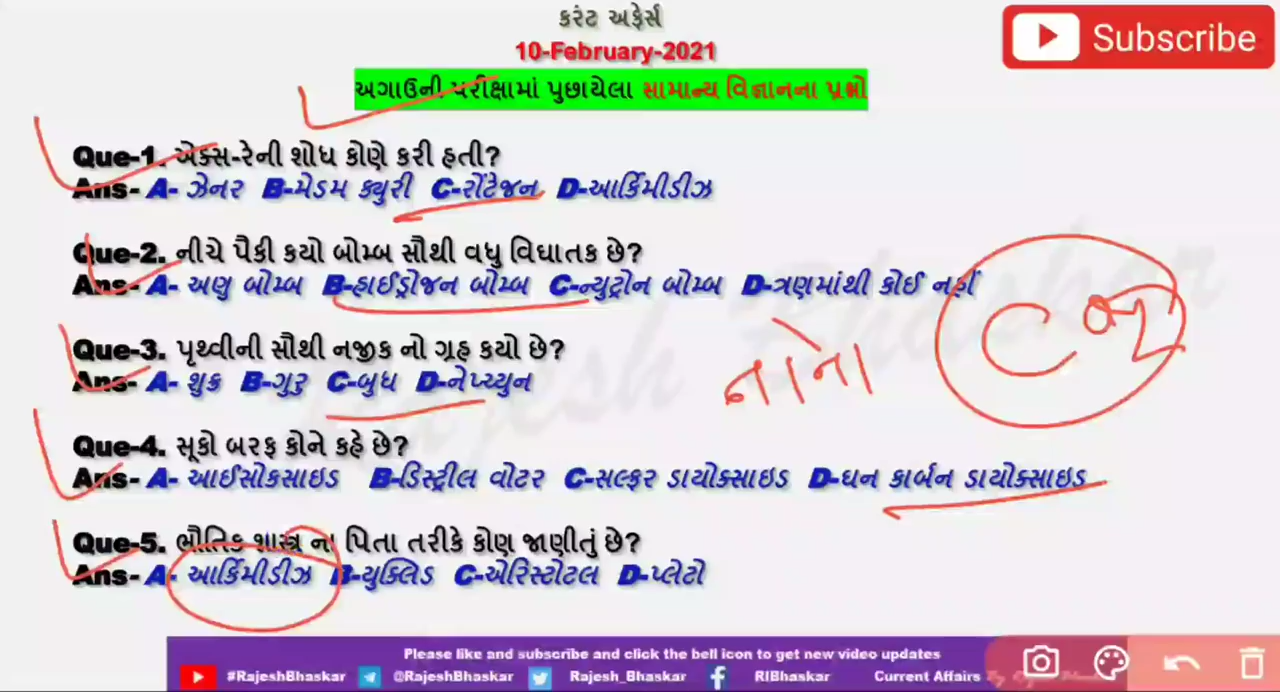 કરંટ અફેર્સ
Subscribe
10-February-2021
અગાઉની પરીક્ષામાં પુછાયેલા સામાન્ય વિજ્ઞાનના પ્રશ્નો
Que-1. એક્સ-રેની શોધ કોણે કરી હતી?
Ans- A- ઝેનર B-મેડમ ક્યુરી C-રોંટેજન D-આર્કિમીડીઝ
Que-2. નીચે પૈકી કયો બોમ્બ સૌથી વધુ વિઘાતક છે?
Ans- A- અણુ બોમ્બ B-હાઈડ્રોજન બોમ્બ C-ન્યુટ્રોન બોમ્બ D-ત્રણમાંથી કોઈ નહીં
Que-3. પૃથ્વીની સૌથી નજીક નો ગ્રહ કયો છે?
Ans- A- શુક્ર B-ગુરુ C-બુધ D-નેપ્ચ્યુન
Que-4. સૂકો બરફ કોને કહે છે?
Ans- A- આઈસોકસાઇડ B-ડિસ્ટ્રીલ વોટર C-સલ્ફર ડાયોક્સાઇડ D-ઘન કાર્બન ડાયોક્સાઇડ
Que-5. ભૌતિક શાસ્ત્ર ના પિતા તરીકે કોણ જાણીતું છે?
Ans- A- આર્કિમીડીઝ B-યુક્લિડ C-એરિસ્ટોટલ D-પ્લેટો
Please like and subscribe and click the bell icon to get new video updates
#RajeshBhaskar @RajeshBhaskar Rajesh_Bhaskar RIBhaskar Current Affairs
Rajesh Bhaskar